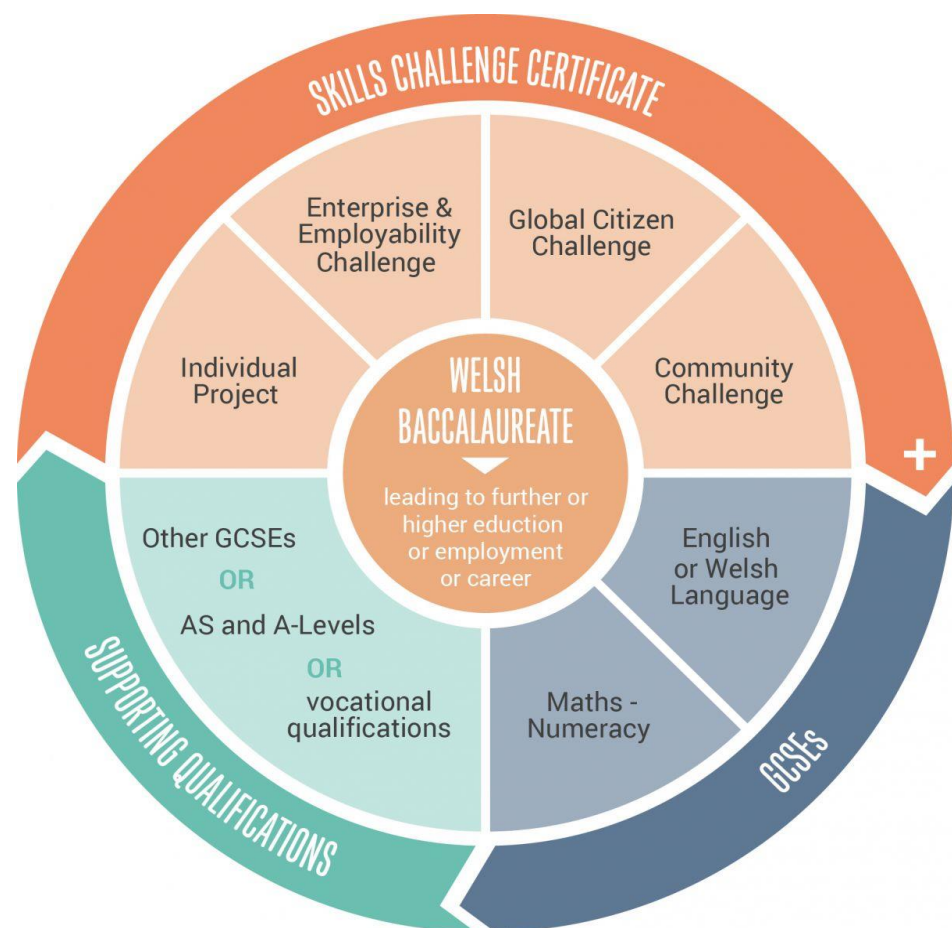 SKILLS CHALLENGE CERTIFICATE
Enterprise &
Employability
Challenge
Global Citizen
Challenge
Individual
Project
Community
Challenge
+
WELSH
BACCALAUREATE
leading to further or
higher eduction
or employment
or career
Other GCSEs
OR
AS and A-Levels
OR
vocational
qualifications
English
or Welsh
Language
Maths -
Numeracy
SUPPORTING QUALIFICATIONS
GCSEs